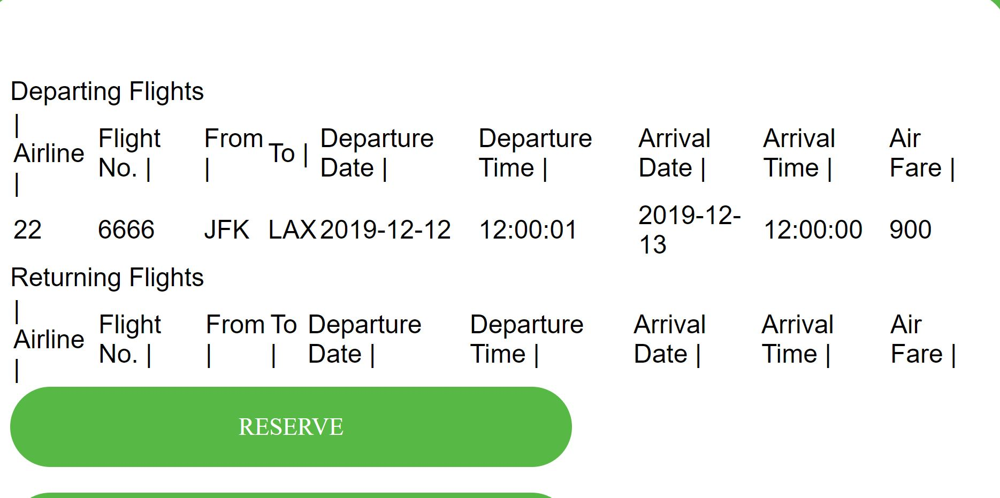 Departing Flights
| Airline | Flight No. | From | To | Departure Date | Departure Time | Arrival Date | Arrival Time | Air Fare |
22 6666 JFK LAX 2019-12-12 12:00:01 2019-12-13 12:00:00 900
Returning Flights
| Airline | Flight No. | From | To | Departure Date | Departure Time | Arrival Date | Arrival Time | Air Fare |
RESERVE